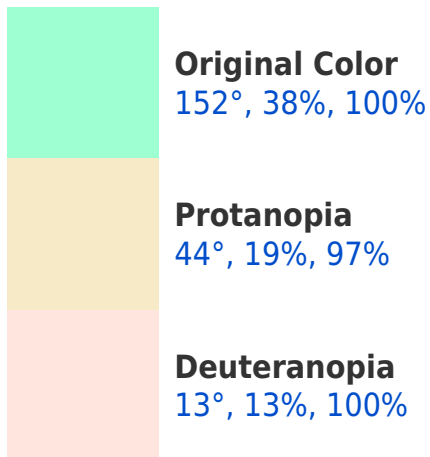 Original Color
152°, 38%, 100%
Protanopia
44°, 19%, 97%
Deuteranopia
13°, 13%, 100%